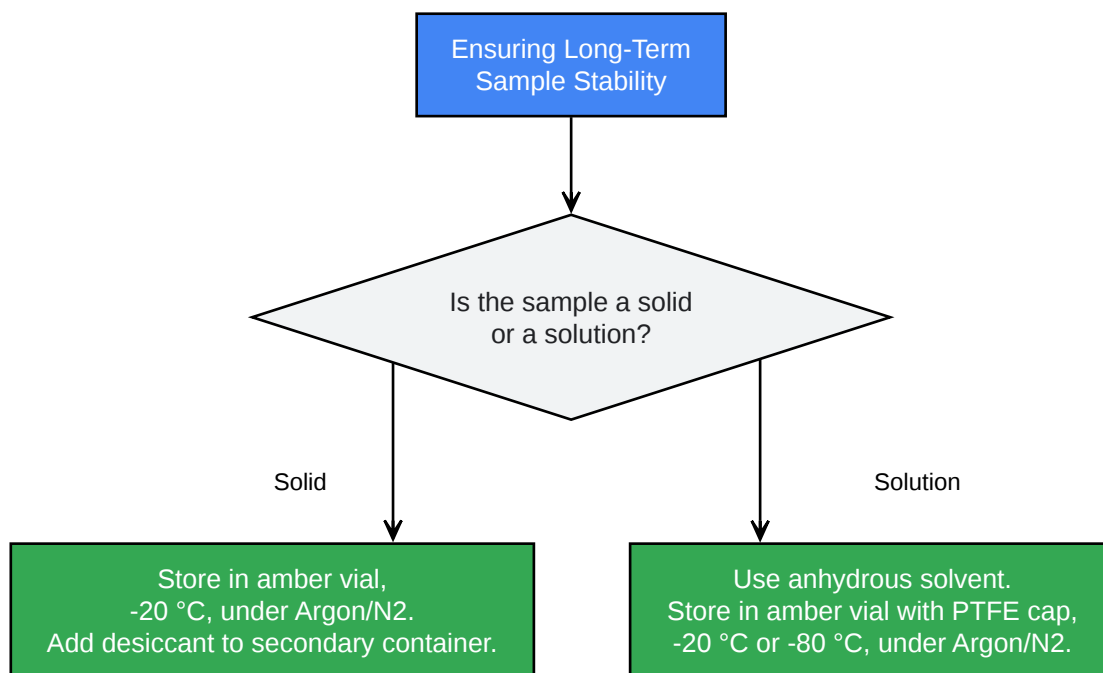 Ensuring Long-Term
Sample Stability
Is the sample a solid
or a solution?
Solid
Solution
Store in amber vial,
-20 °C, under Argon/N2.
Add desiccant to secondary container.
Use anhydrous solvent.
Store in amber vial with PTFE cap,
-20 °C or -80 °C, under Argon/N2.